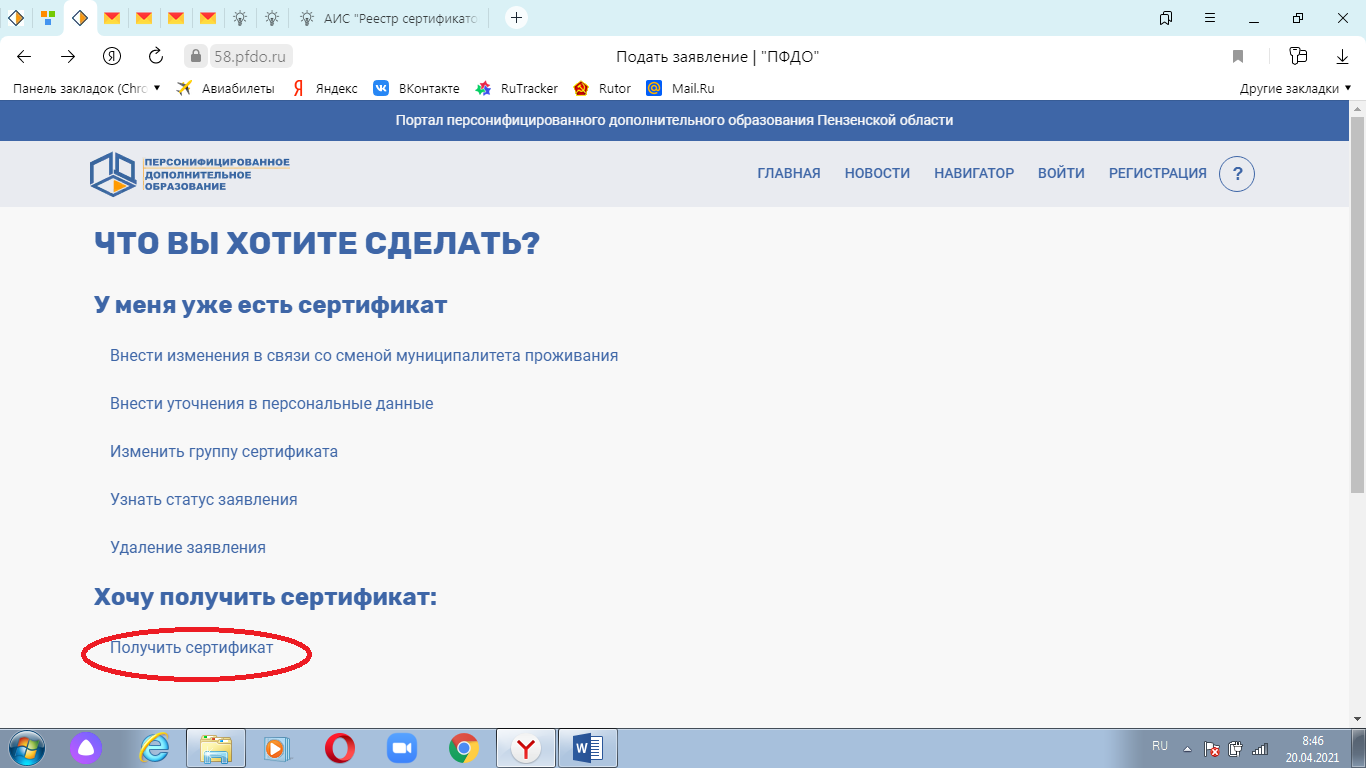 АИС "Реестр сертификато
58.pfdo.ru
Подать заявление | "ПФДО"
Панель закладок (Chrc
Авиабилеты
Яндекс
ВКонтакте
RuTracker
Rutor
Mail.Ru
Другие закладки
Портал персонифицированного дополнительного образования Пензенской области
ПЕРСОНИФИЦИРОВАННОЕ
ДОПОЛНИТЕЛЬНОЕ
ОБРАЗОВАНИЕ
ГЛАВНАЯ НОВОСТИ НАВИГАТОР ВОЙТИ РЕГИСТРАЦИЯ ?
ЧТО ВЫ ХОТИТЕ СДЕЛАТЬ?
У меня уже есть сертификат
Внести изменения в связи со сменой муниципалитета проживания
Внести уточнения в персональные данные
Изменить группу сертификата
Узнать статус заявления
Удаление заявления
Хочу получить сертификат:
Получить сертификат
RU
8:46
20.04.2021